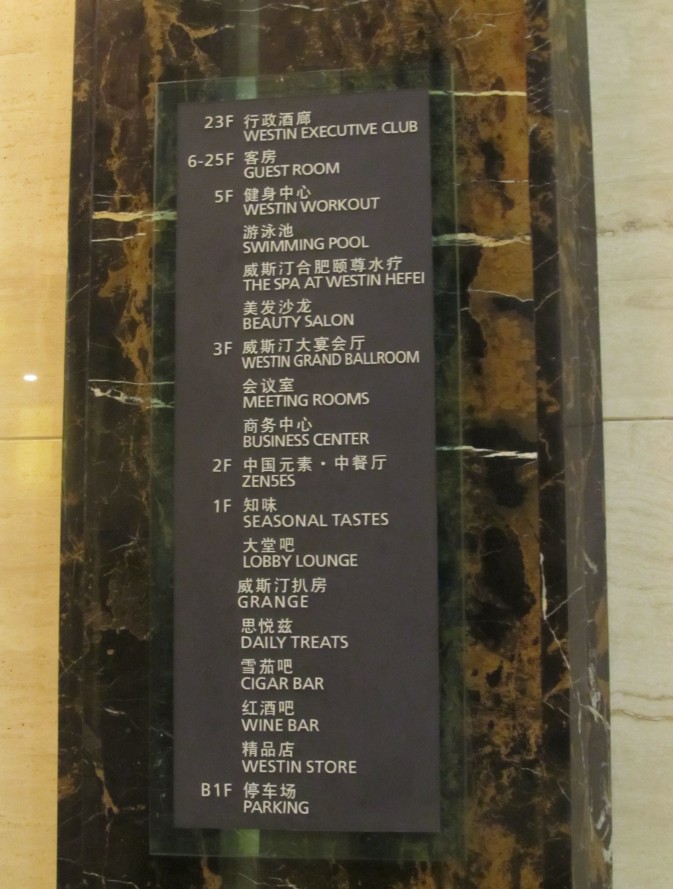 23F 行政酒廊
WESTIN EXECUTIVE CLUB
6-25F 客房
GUEST ROOM
5F 健身中心
WESTIN WORKOUT
游泳池
SWIMMING POOL
威斯汀合肥颐尊水疗
THE SPA AT WESTIN HEFEI
美发沙龙
BEAUTY SALON
3F 威斯汀大宴会厅
WESTIN GRAND BALLROOM
会议室
MEETING ROOMS
商务中心
BUSINESS CENTER
2F 中国元素·中餐厅
ZEN5ES
1F 知味
SEASONAL TASTES
大堂吧
LOBBY LOUNGE
威斯汀扒房
GRANGE
思悦兹
DAILY TREATS
雪茄吧
CIGAR BAR
红酒吧
WINE BAR
精品店
WESTIN STORE
B1F 停车场
PARKING